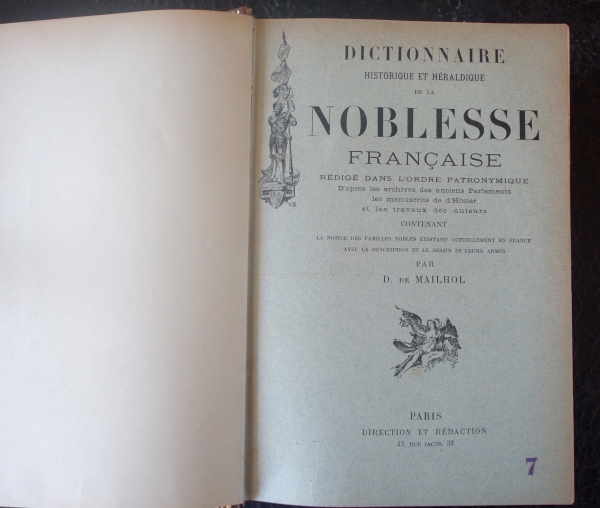 DICTIONNAIRE
HISTORIQUE ET HÉRALDIQUE
DE LA
NOBLESSE
FRANÇAISE
RÉDIGÉ DANS L'ORDRE PATRONYMIQUE
D'après les archives des anciens Parlements
les manuscrits de d'Hozier
et les travaux des auteurs
CONTENANT
LA NOTICE DES FAMILLES NOBLES EXISTANT ACTUELLEMENT EN FRANCE
AVEC LA DESCRIPTION ET LE DESSIN DE LEURS ARMES
PAR
D. DE MAILHOL
PARIS
DIRECTION ET RÉDACTION
33, RUE JACOB, 33
7